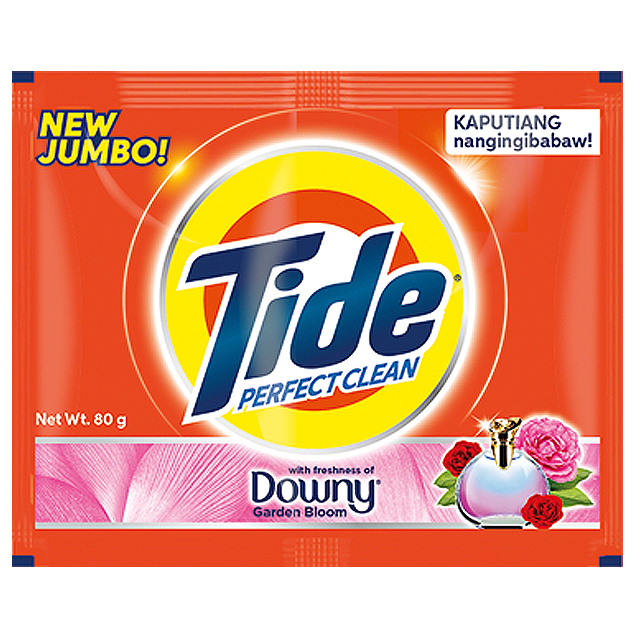 NEW
JUMBO!
KAPUTIANG
nangingibabaw!
Tide®
PERFECT CLEAN
Net Wt. 80 g
with freshness of
Downy®
Garden Bloom